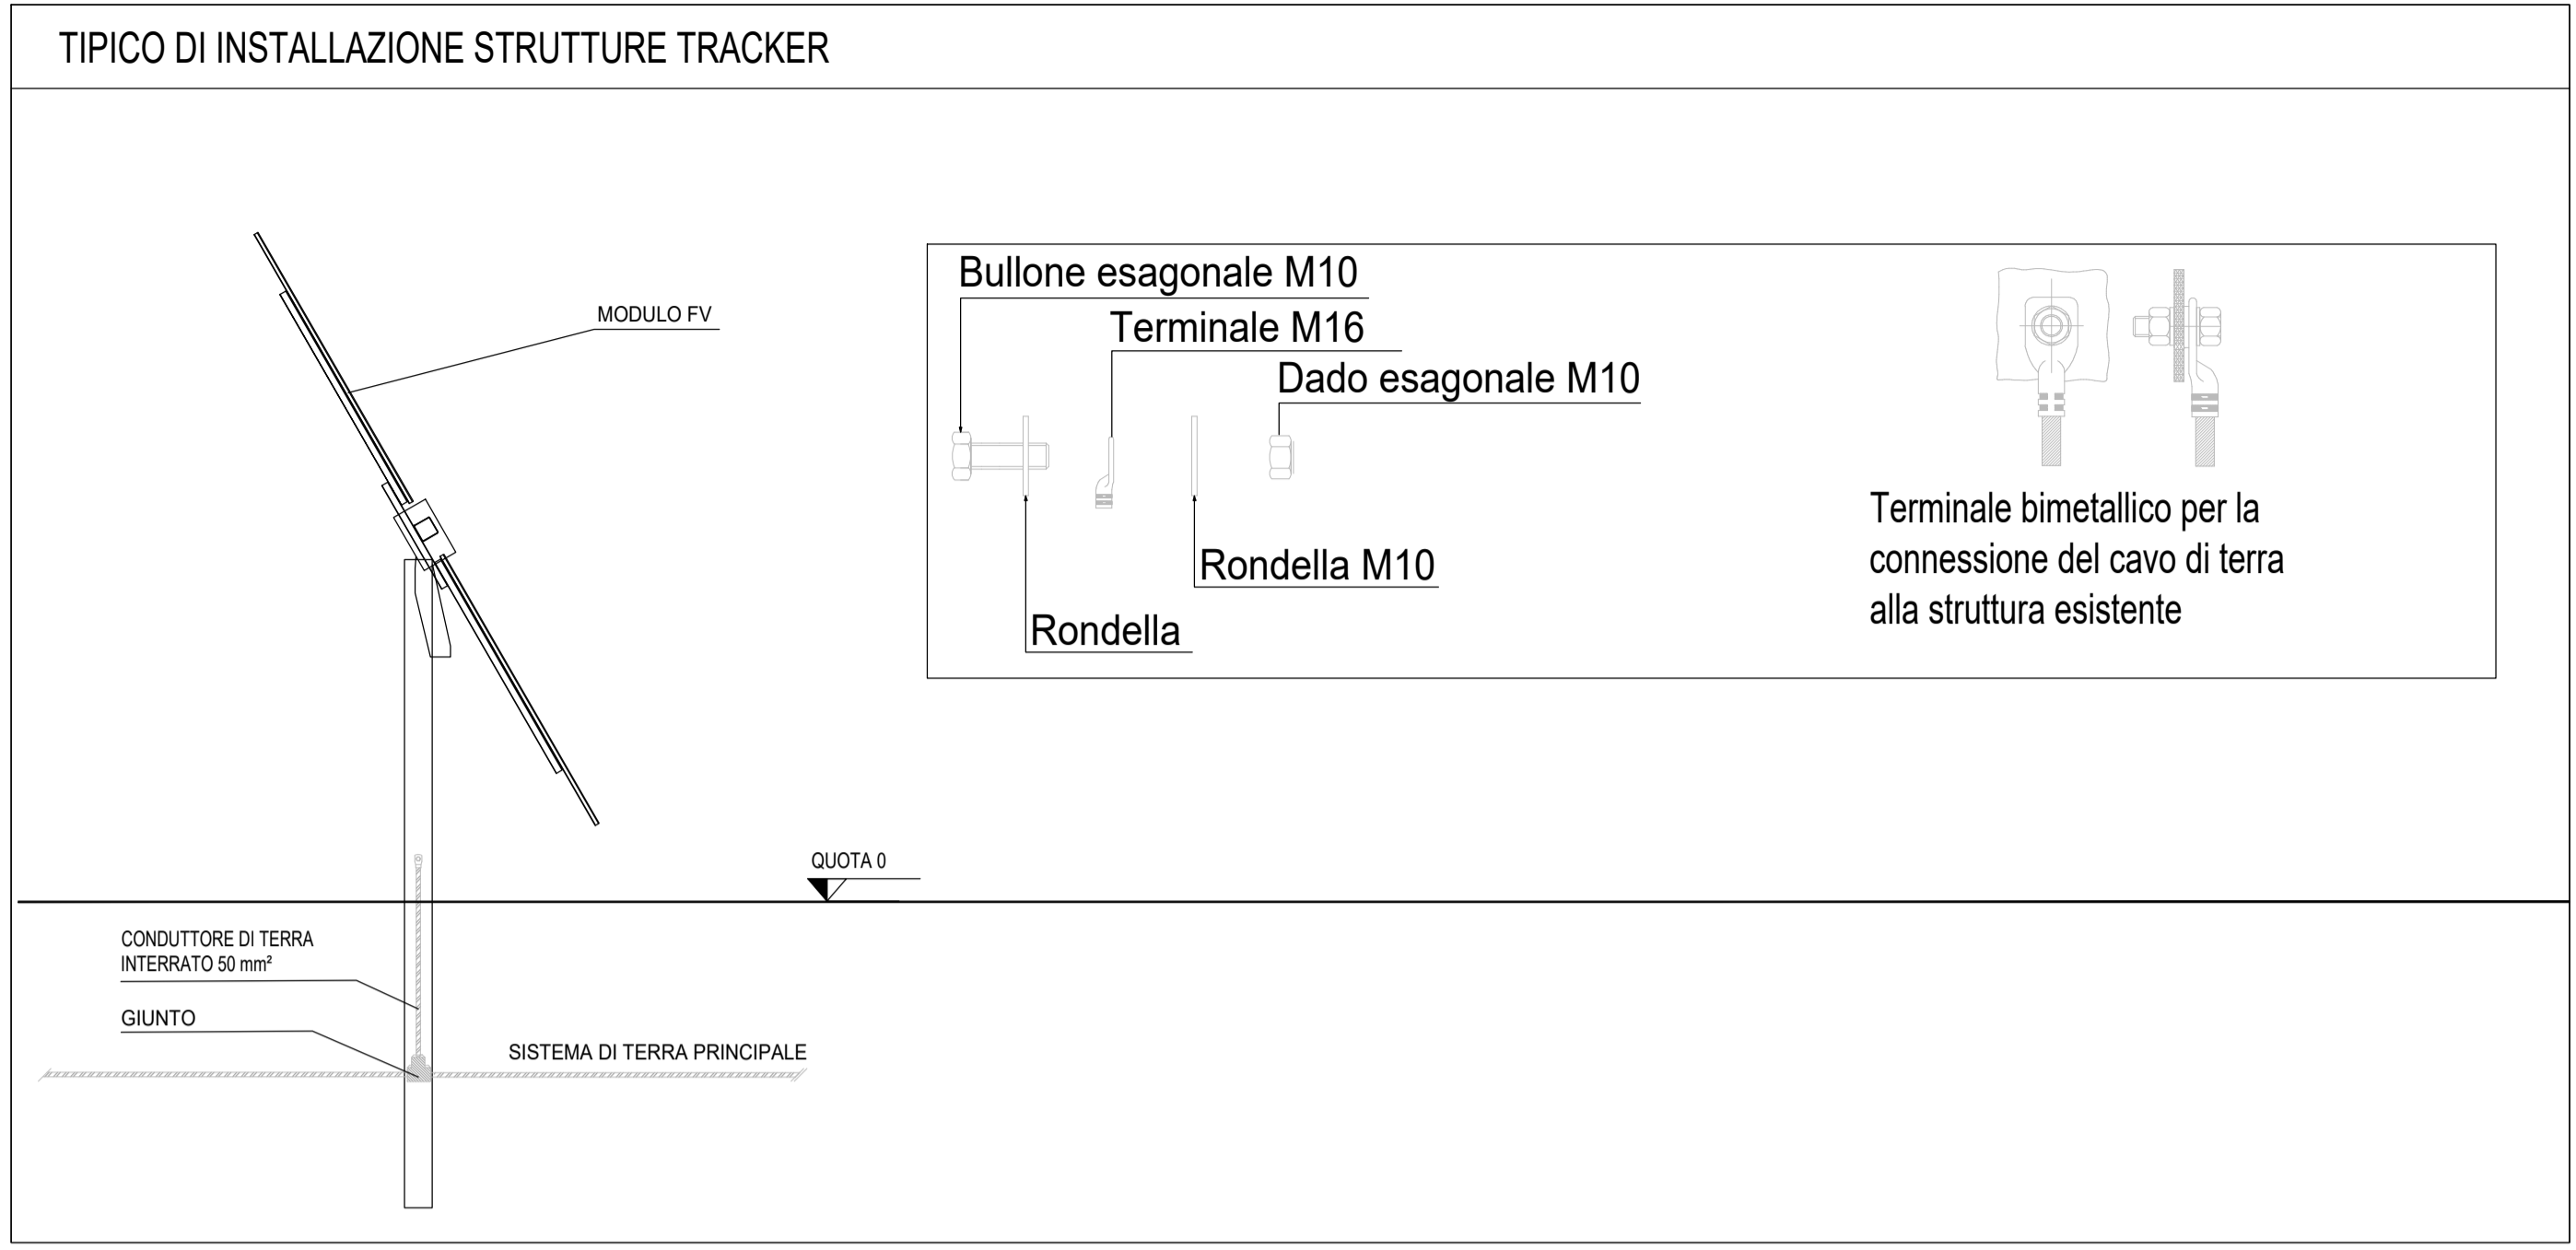 TIPICO DI INSTALLAZIONE STRUTTURE TRACKER
MODULO FV
Bullone esagonale M10
Terminale M16
Dado esagonale M10
Rondella M10
Rondella
Terminale bimetallico per la
connessione del cavo di terra
alla struttura esistente
QUOTA 0
CONDUTTORE DI TERRA
INTERRATO 50 mm²
GIUNTO
SISTEMA DI TERRA PRINCIPALE